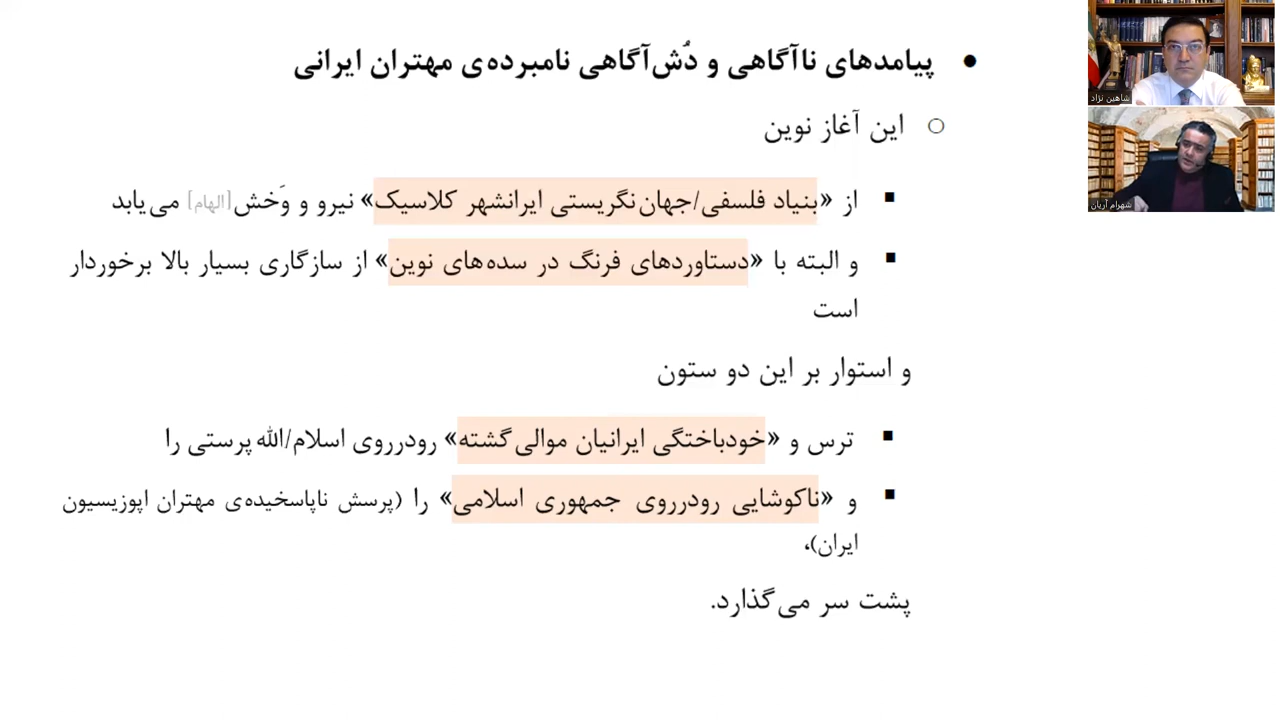 پیامدهای ناآگاهی و دُش‌آگاهی نامبرده‌ی مهتران ایرانی
این آغاز نوین
از «بنیاد فلسفی/جهان‌نگریستی ایرانشهر کلاسیک» نیرو و وَخش[الهام] می‌یابد
و البته با «دستاوردهای فرنگ در سده‌های نوین» از سازگاری بسیار بالا برخوردار
است
و استوار بر این دو ستون
ترس و «خودباختگی ایرانیان موالی‌گشته» رودرروی اسلام/الله‌پرستی را
و «ناکوشایی رودرروی جمهوری اسلامی» را (پرسش ناپاسخیده‌ی مهتران اپوزیسیون
ایران)،
پشت سر می‌گذارد.
شاهین نژاد
شهرام آریان